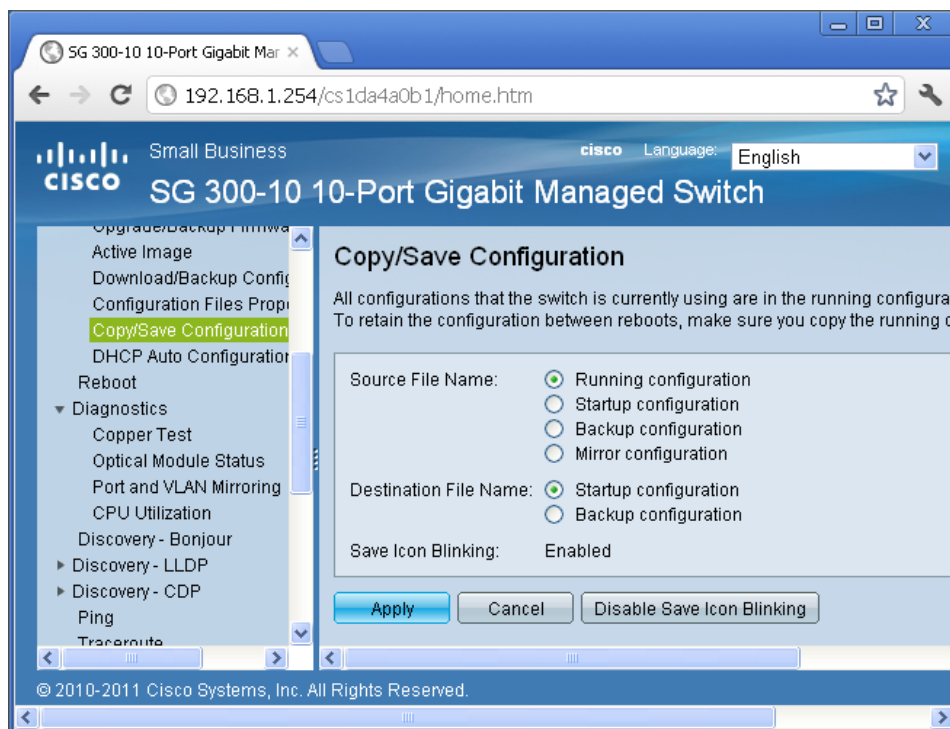 SG 300-10 10-Port Gigabit Mar
192.168.1.254/cs1da4a0b1/home.htm
Small Business
cisco Language: English
CISCO
SG 300-10 10-Port Gigabit Managed Switch
Upgrade/Backup Firmwa
Active Image
Download/Backup Config
Configuration Files Prop
Copy/Save Configuration
DHCP Auto Configuration
Reboot
Diagnostics
Copper Test
Optical Module Status
Port and VLAN Mirroring
CPU Utilization
Discovery - Bonjour
Discovery - LLDP
Discovery - CDP
Ping
Traceroute
Copy/Save Configuration
All configurations that the switch is currently using are in the running configura
To retain the configuration between reboots, make sure you copy the running c
Source File Name: Running configuration
Startup configuration
Backup configuration
Mirror configuration
Destination File Name: Startup configuration
Backup configuration
Save Icon Blinking: Enabled
Apply Cancel Disable Save Icon Blinking
© 2010-2011 Cisco Systems, Inc. All Rights Reserved.